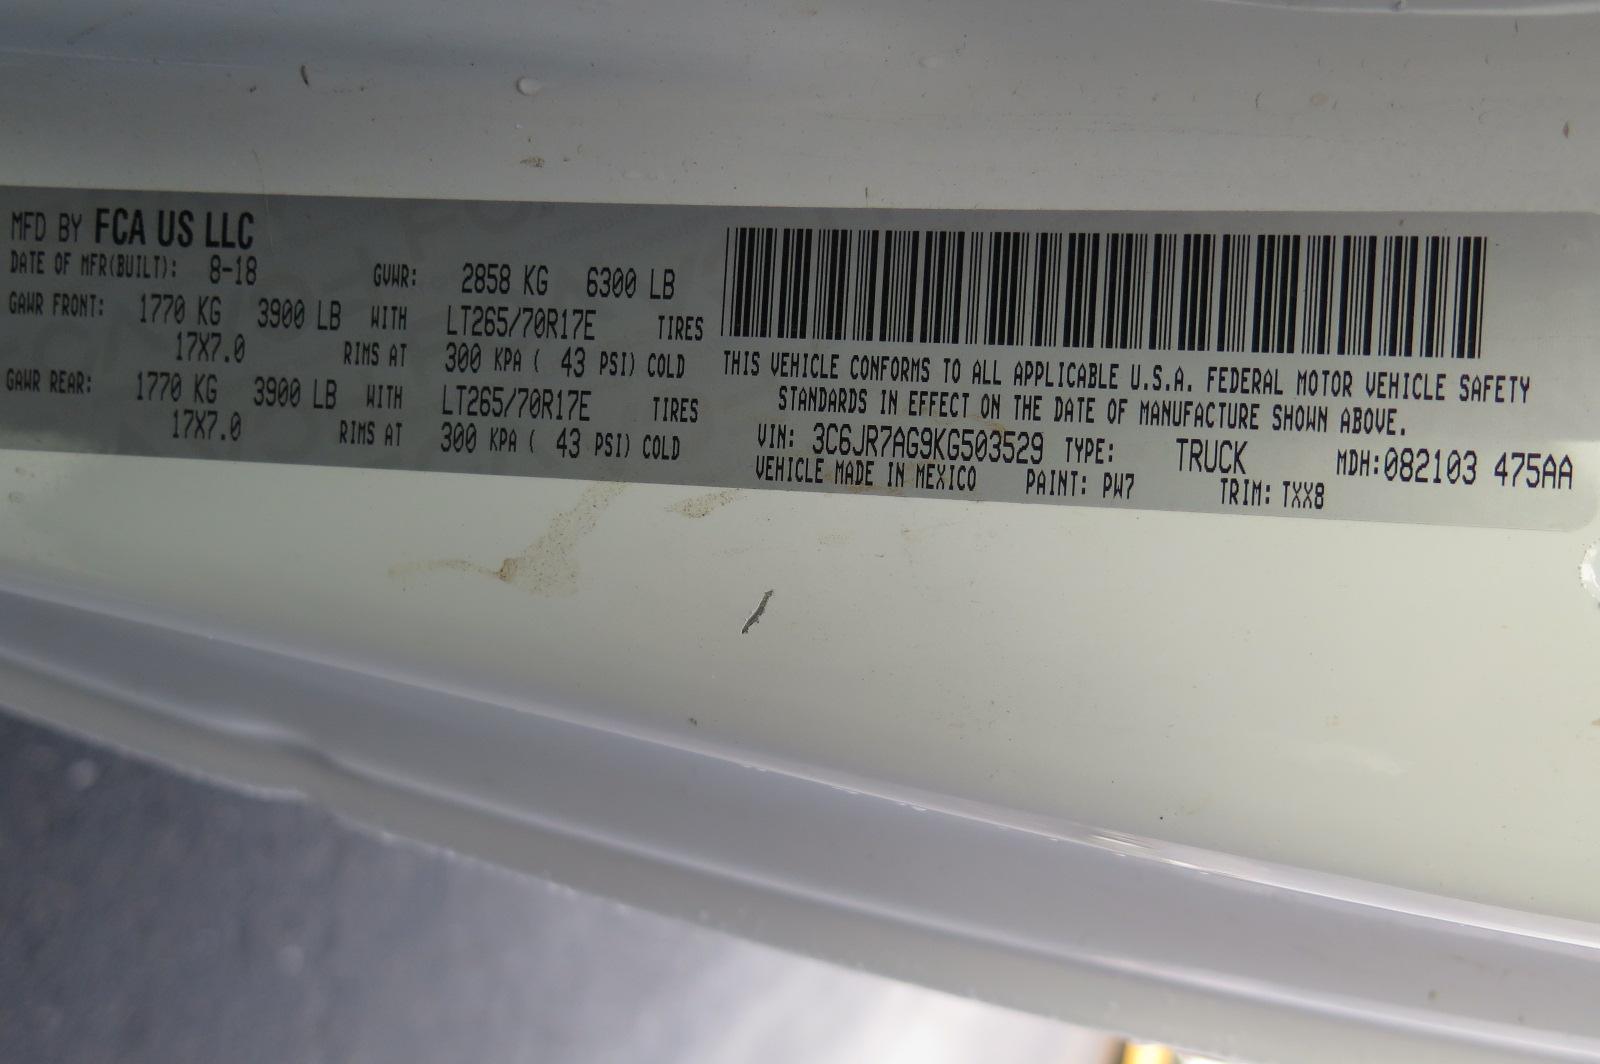 MFD BY FCA US LLC
DATE OF MFR(BUILT): 8-18 GVWR: 2858 KG 6300 LB
GAWR FRONT: 1770 KG 3900 LB WITH LT265/70R17E TIRES
17X7.0 RIMS AT 300 KPA ( 43 PSI) COLD
GAWR REAR: 1770 KG 3900 LB WITH LT265/70R17E TIRES
17X7.0 RIMS AT 300 KPA ( 43 PSI) COLD
THIS VEHICLE CONFORMS TO ALL APPLICABLE U.S.A. FEDERAL MOTOR VEHICLE SAFETY
STANDARDS IN EFFECT ON THE DATE OF MANUFACTURE SHOWN ABOVE.
VIN: 3C6JR7AG9KG503529 TYPE: TRUCK MDH:082103 475AA
VEHICLE MADE IN MEXICO PAINT: PW7 TRIM: TXX8